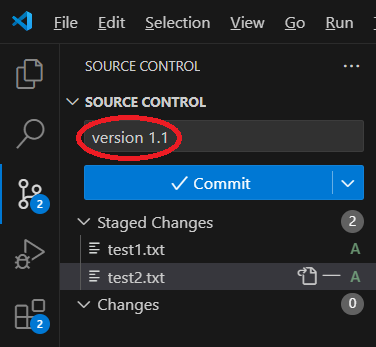 File Edit Selection View Go Run
SOURCE CONTROL ...
SOURCE CONTROL
version 1.1
Commit
2
Staged Changes 2
test1.txt A
test2.txt A
Changes 0
2